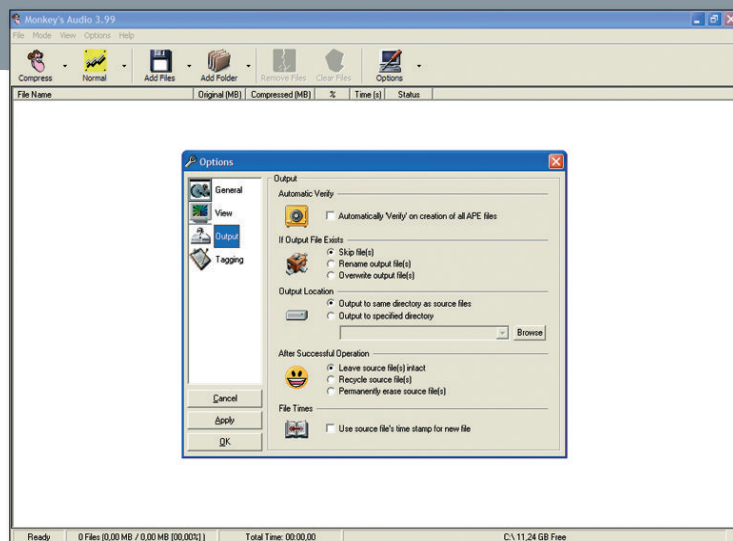 Monkey's Audio 3.99
File Mode View Options Help
Compress Normal Add Files Add Folder Remove Files Clear Files Options
File Name Original (MB) Compressed (MB) % Time (s) Status
Options
General
View
Output
Tagging
Cancel
Apply
OK
Output
Automatic Verify
Automatically 'Verify' on creation of all APE files
If Output File Exists
Skip file(s)
Rename output file(s)
Overwrite output file(s)
Output Location
Output to same directory as source files
Output to specified directory
Browse
After Successful Operation
Leave source file(s) intact
Recycle source file(s)
Permanently erase source file(s)
File Times
Use source file's time stamp for new file
Ready 0 Files (0,00 MB / 0,00 MB (00,00%) ) Total Time: 00:00,00 C:\ 11,24 GB Free